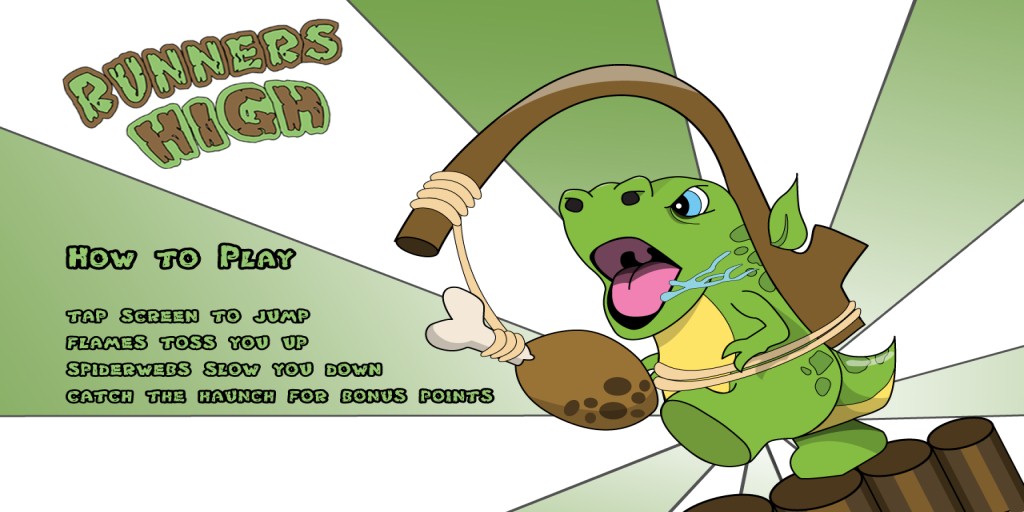 RUNNERS
HIGH
How to Play
TAP SCREEN TO JUMP
FLAMES TOSS YOU UP
SPIDERWEBS SLOW YOU DOWN
CATCH THE HAUNCH FOR BONUS POINTS